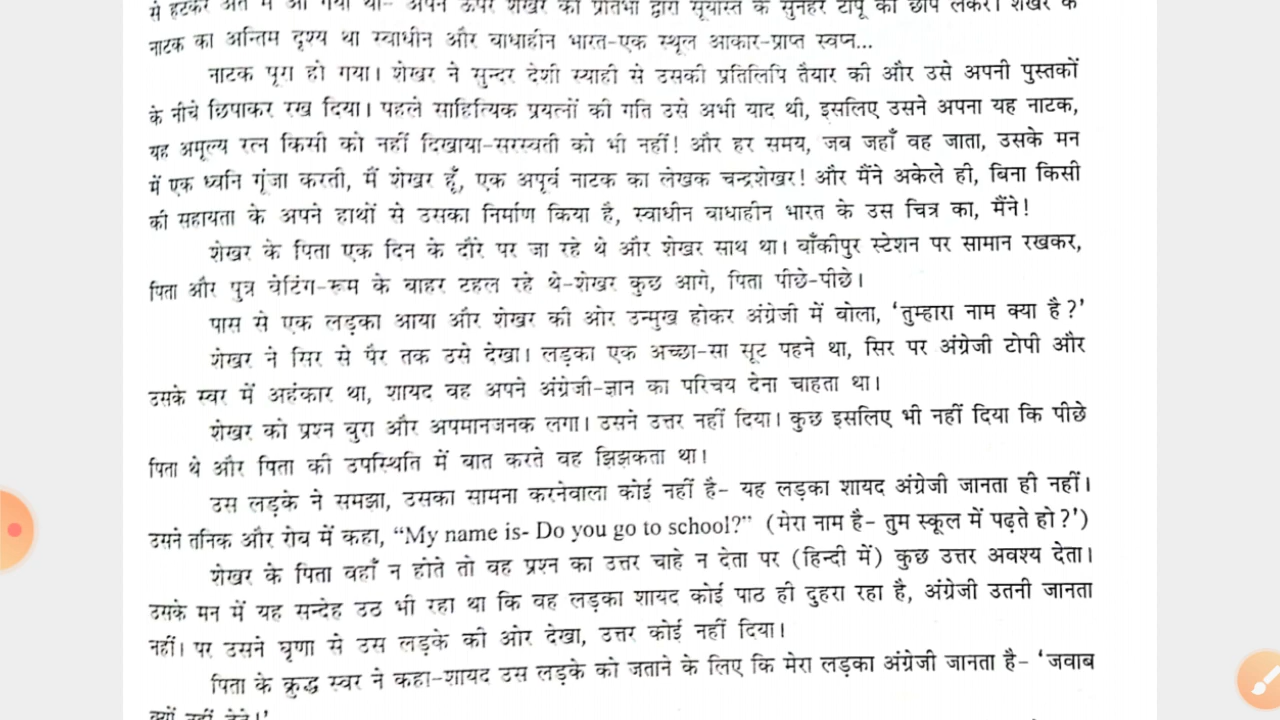 से हटकर अंत में आ गया था- अपने ऊपर शेखर की प्रतिभा द्वारा सूर्यास्त के सुनहरे टापू की छाप लेकर। शेखर के
नाटक का अन्तिम दृश्य था स्वाधीन और बाधाहीन भारत-एक स्थूल आकार-प्राप्त स्वप्न...
नाटक पूरा हो गया। शेखर ने सुन्दर देशी स्याही से उसकी प्रतिलिपि तैयार की और उसे अपनी पुस्तकों
के नीचे छिपाकर रख दिया। पहले साहित्यिक प्रयत्नों की गति उसे अभी याद थी, इसलिए उसने अपना यह नाटक,
यह अमूल्य रत्न किसी को नहीं दिखाया-सरस्वती को भी नहीं! और हर समय, जब जहाँ वह जाता, उसके मन
में एक ध्वनि गूंजा करती, मैं शेखर हूँ, एक अपूर्व नाटक का लेखक चन्द्रशेखर! और मैंने अकेले ही, बिना किसी
की सहायता के अपने हाथों से उसका निर्माण किया है, स्वाधीन बाधाहीन भारत के उस चित्र का, मैंने!
शेखर के पिता एक दिन के दौरे पर जा रहे थे और शेखर साथ था। बाँकीपुर स्टेशन पर सामान रखकर,
पिता और पुत्र वेटिंग-रूम के बाहर टहल रहे थे-शेखर कुछ आगे, पिता पीछे-पीछे।
पास से एक लड़का आया और शेखर की ओर उन्मुख होकर अंग्रेजी में बोला, ‘तुम्हारा नाम क्या है?’
शेखर ने सिर से पैर तक उसे देखा। लड़का एक अच्छा-सा सूट पहने था, सिर पर अंग्रेजी टोपी और
उसके स्वर में अहंकार था, शायद वह अपने अंग्रेजी-ज्ञान का परिचय देना चाहता था।
शेखर को प्रश्न बुरा और अपमानजनक लगा। उसने उत्तर नहीं दिया। कुछ इसलिए भी नहीं दिया कि पीछे
पिता थे और पिता की उपस्थिति में बात करते वह झिझकता था।
उस लड़के ने समझा, उसका सामना करनेवाला कोई नहीं है- यह लड़का शायद अंग्रेजी जानता ही नहीं।
उसने तनिक और रोब में कहा, “My name is- Do you go to school?” (मेरा नाम है- तुम स्कूल में पढ़ते हो?’)
शेखर के पिता वहाँ न होते तो वह प्रश्न का उत्तर चाहे न देता पर (हिन्दी में) कुछ उत्तर अवश्य देता।
उसके मन में यह सन्देह उठ भी रहा था कि वह लड़का शायद कोई पाठ ही दुहरा रहा है, अंग्रेजी उतनी जानता
नहीं। पर उसने घृणा से उस लड़के की ओर देखा, उत्तर कोई नहीं दिया।
पिता के क्रुद्ध स्वर ने कहा-शायद उस लड़के को जताने के लिए कि मेरा लड़का अंग्रेजी जानता है- ‘जवाब
क्यों नहीं देते।’